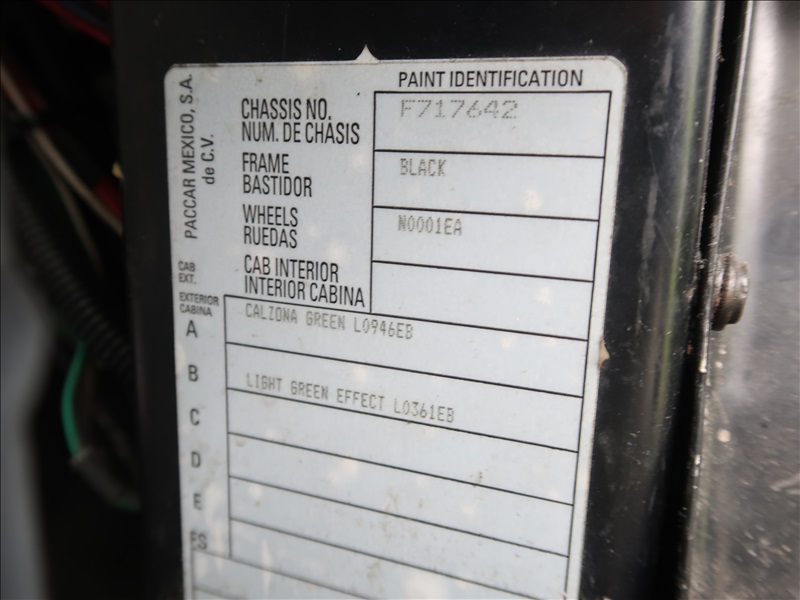 PACCAR MEXICO, S.A.
de C.V.
PAINT IDENTIFICATION
CHASSIS NO.
NUM. DE CHASIS
F717642
FRAME
BASTIDOR
BLACK
WHEELS
RUEDAS
N0001EA
CAB INTERIOR
INTERIOR CABINA
CAB
EXT.
EXTERIOR
CABINA
A
CALZONA GREEN L0946EB
B
LIGHT GREEN EFFECT L0361EB
C
D
E
FS